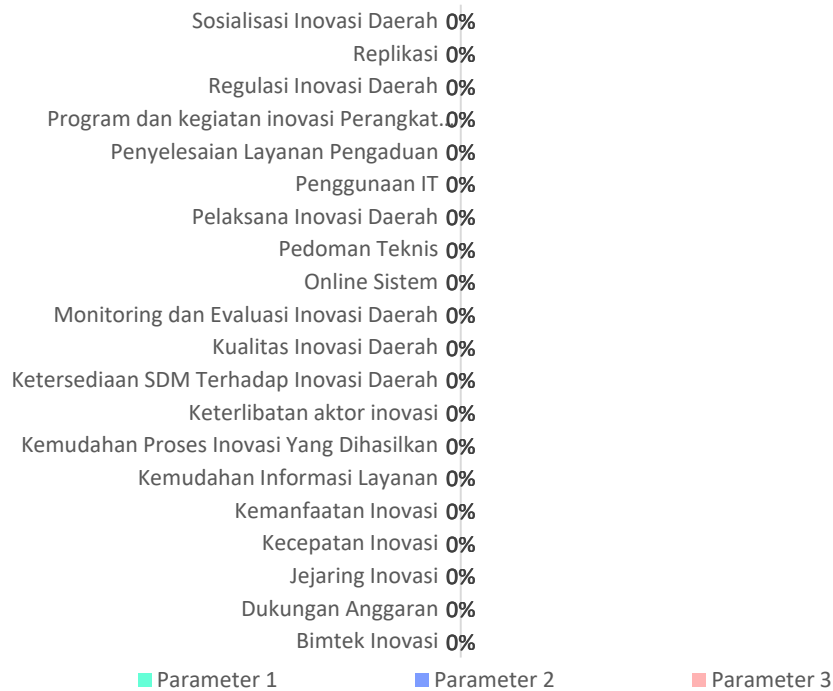 Sosialisasi Inovasi Daerah 0%
Replikasi 0%
Regulasi Inovasi Daerah 0%
Program dan kegiatan inovasi Perangkat… 0%
Penyelesaian Layanan Pengaduan 0%
Penggunaan IT 0%
Pelaksana Inovasi Daerah 0%
Pedoman Teknis 0%
Online Sistem 0%
Monitoring dan Evaluasi Inovasi Daerah 0%
Kualitas Inovasi Daerah 0%
Ketersediaan SDM Terhadap Inovasi Daerah 0%
Keterlibatan aktor inovasi 0%
Kemudahan Proses Inovasi Yang Dihasilkan 0%
Kemudahan Informasi Layanan 0%
Kemanfaatan Inovasi 0%
Kecepatan Inovasi 0%
Jejaring Inovasi 0%
Dukungan Anggaran 0%
Bimtek Inovasi 0%
Parameter 1 Parameter 2 Parameter 3